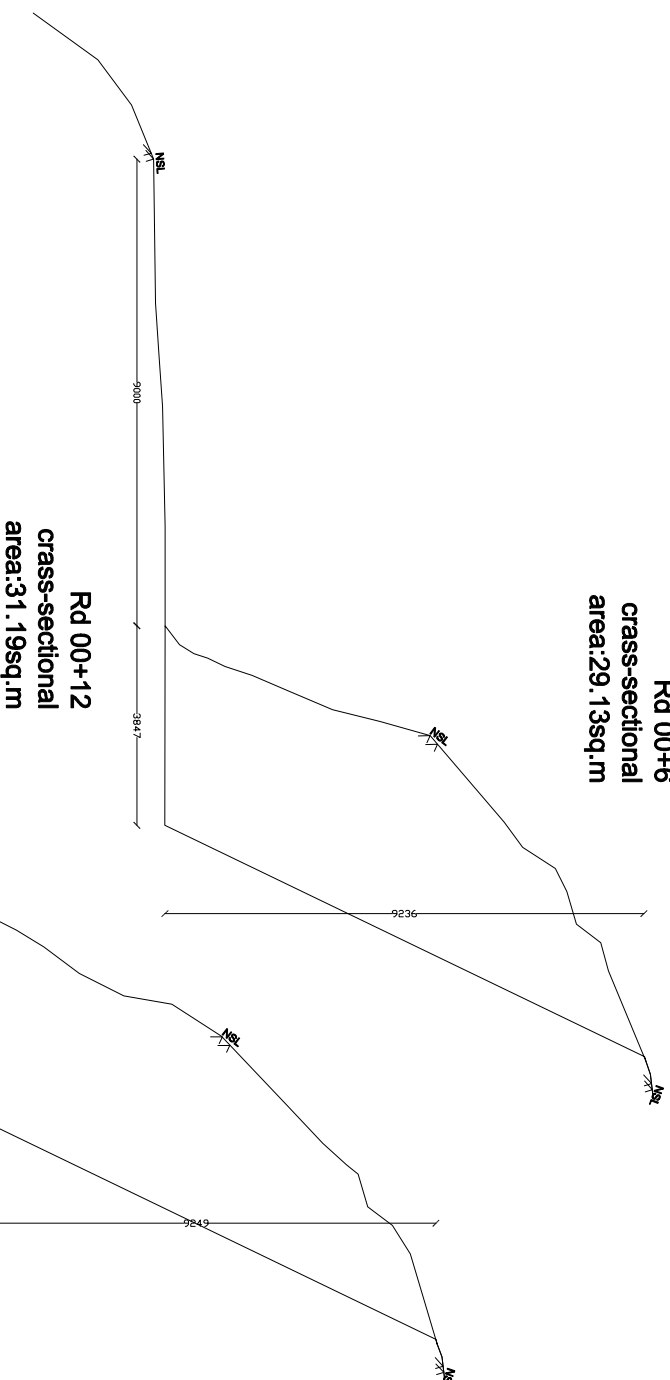 Rd 00+6
crass-sectional
area:29.13sq.m
NSL
9000
3847
NSL
9236
NSL
Rd 00+12
crass-sectional
area:31.19sq.m
NSL
9249
NSL